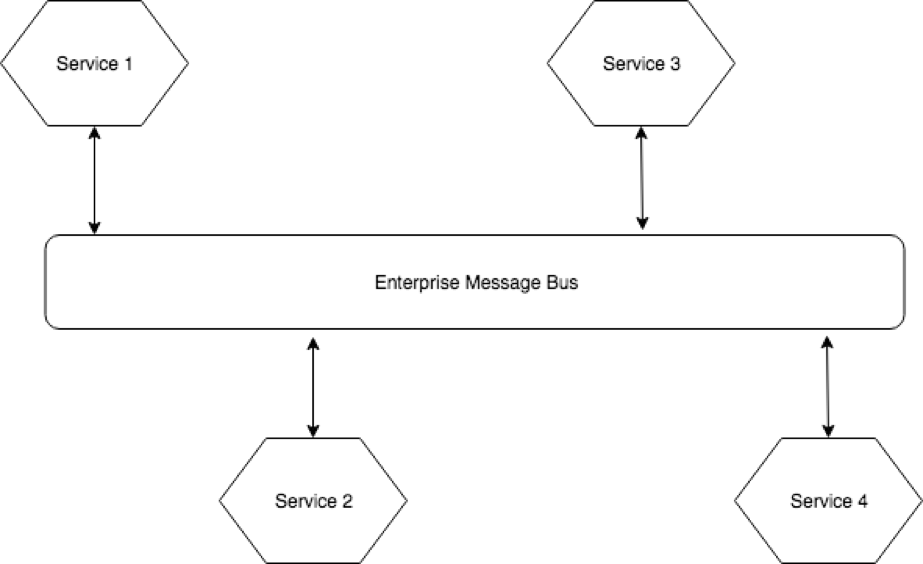 Service 1
Service 3
Enterprise Message Bus
Service 2
Service 4